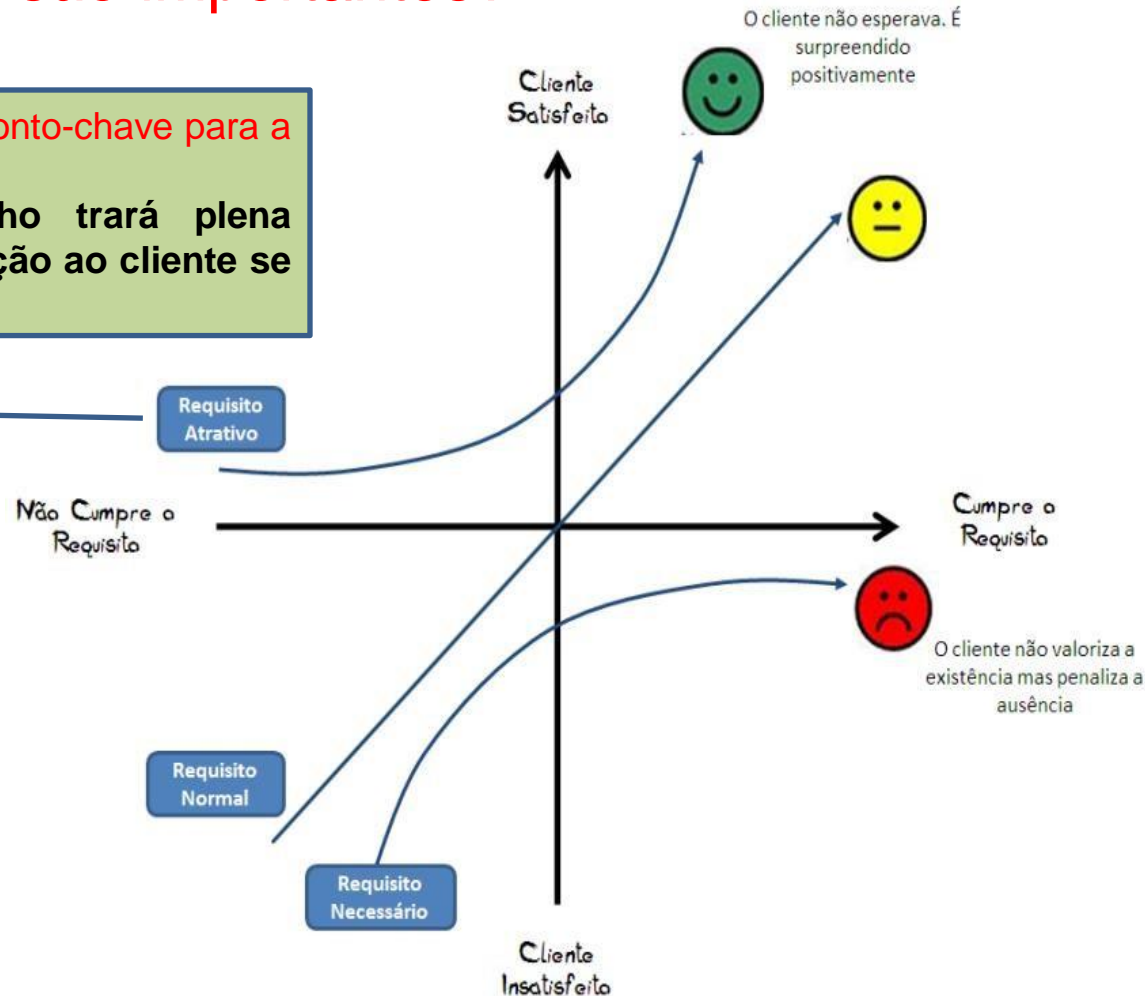 O cliente não esperava. É
surpreendido
positivamente
Cliente
Satisfeito
onto-chave para a
ho trará plena
ção ao cliente se
Requisito
Atrativo
Não Cumpre o
Requisito
Cumpre o
Requisito
O cliente não valoriza a
existência mas penaliza a
ausência
Requisito
Normal
Requisito
Necessário
Cliente
Insatisfeito